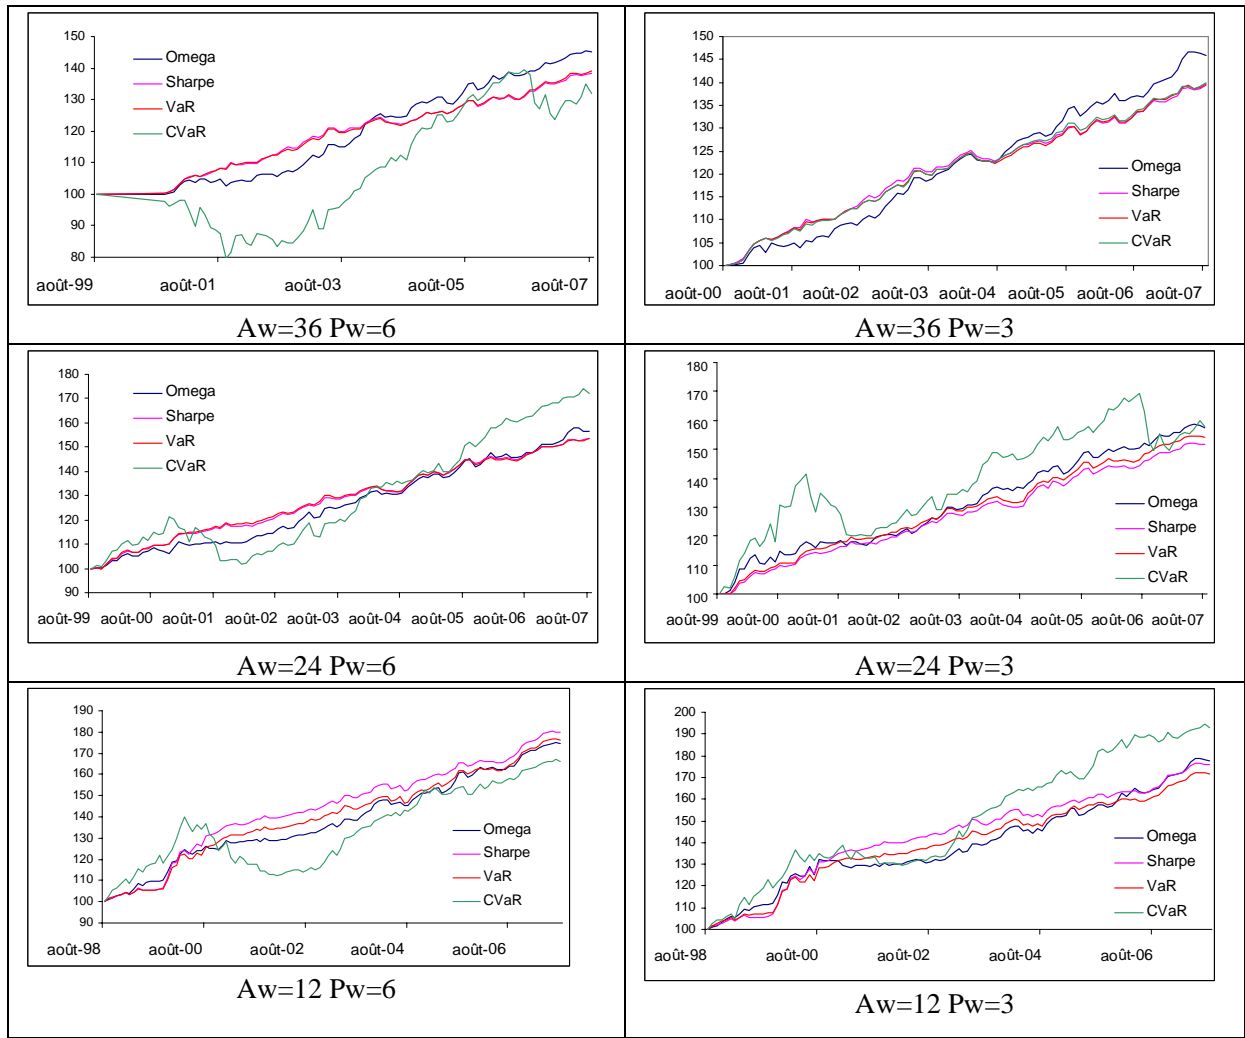 150
140
130
120
110
100
90
80
Omega
Sharpe
VaR
CVaR
août-99 août-01 août-03 août-05 août-07
Aw=36 Pw=6
150
145
140
135
130
125
120
115
110
105
100
Omega
Sharpe
VaR
CVaR
août-00 août-01 août-02 août-03 août-04 août-05 août-06 août-07
Aw=36 Pw=3
180
170
160
150
140
130
120
110
100
90
Omega
Sharpe
VaR
CVaR
août-99 août-00 août-01 août-02 août-03 août-04 août-05 août-06 août-07
Aw=24 Pw=6
180
170
160
150
140
130
120
110
100
Omega
Sharpe
VaR
CVaR
août-99 août-00 août-01 août-02 août-03 août-04 août-05 août-06 août-07
Aw=24 Pw=3
190
180
170
160
150
140
130
120
110
100
90
Omega
Sharpe
VaR
CVaR
août-98 août-00 août-02 août-04 août-06
Aw=12 Pw=6
200
190
180
170
160
150
140
130
120
110
100
Omega
Sharpe
VaR
CVaR
août-98 août-00 août-02 août-04 août-06
Aw=12 Pw=3